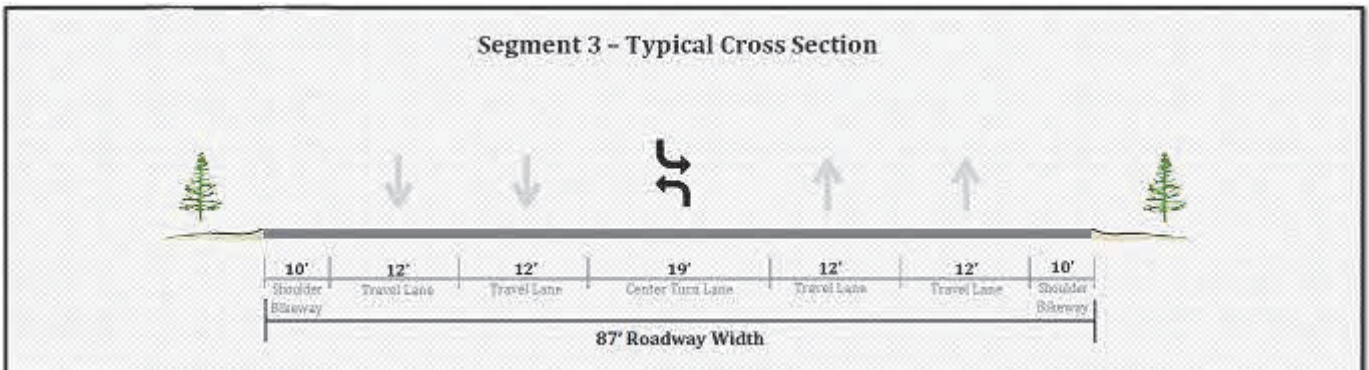 Segment 3 – Typical Cross Section
10' 12' 12' 19' 12' 12' 10'
Shoulder Travel Lane Travel Lane Center Turn Lane Travel Lane Travel Lane Shoulder
Bikeway Bikeway
87' Roadway Width